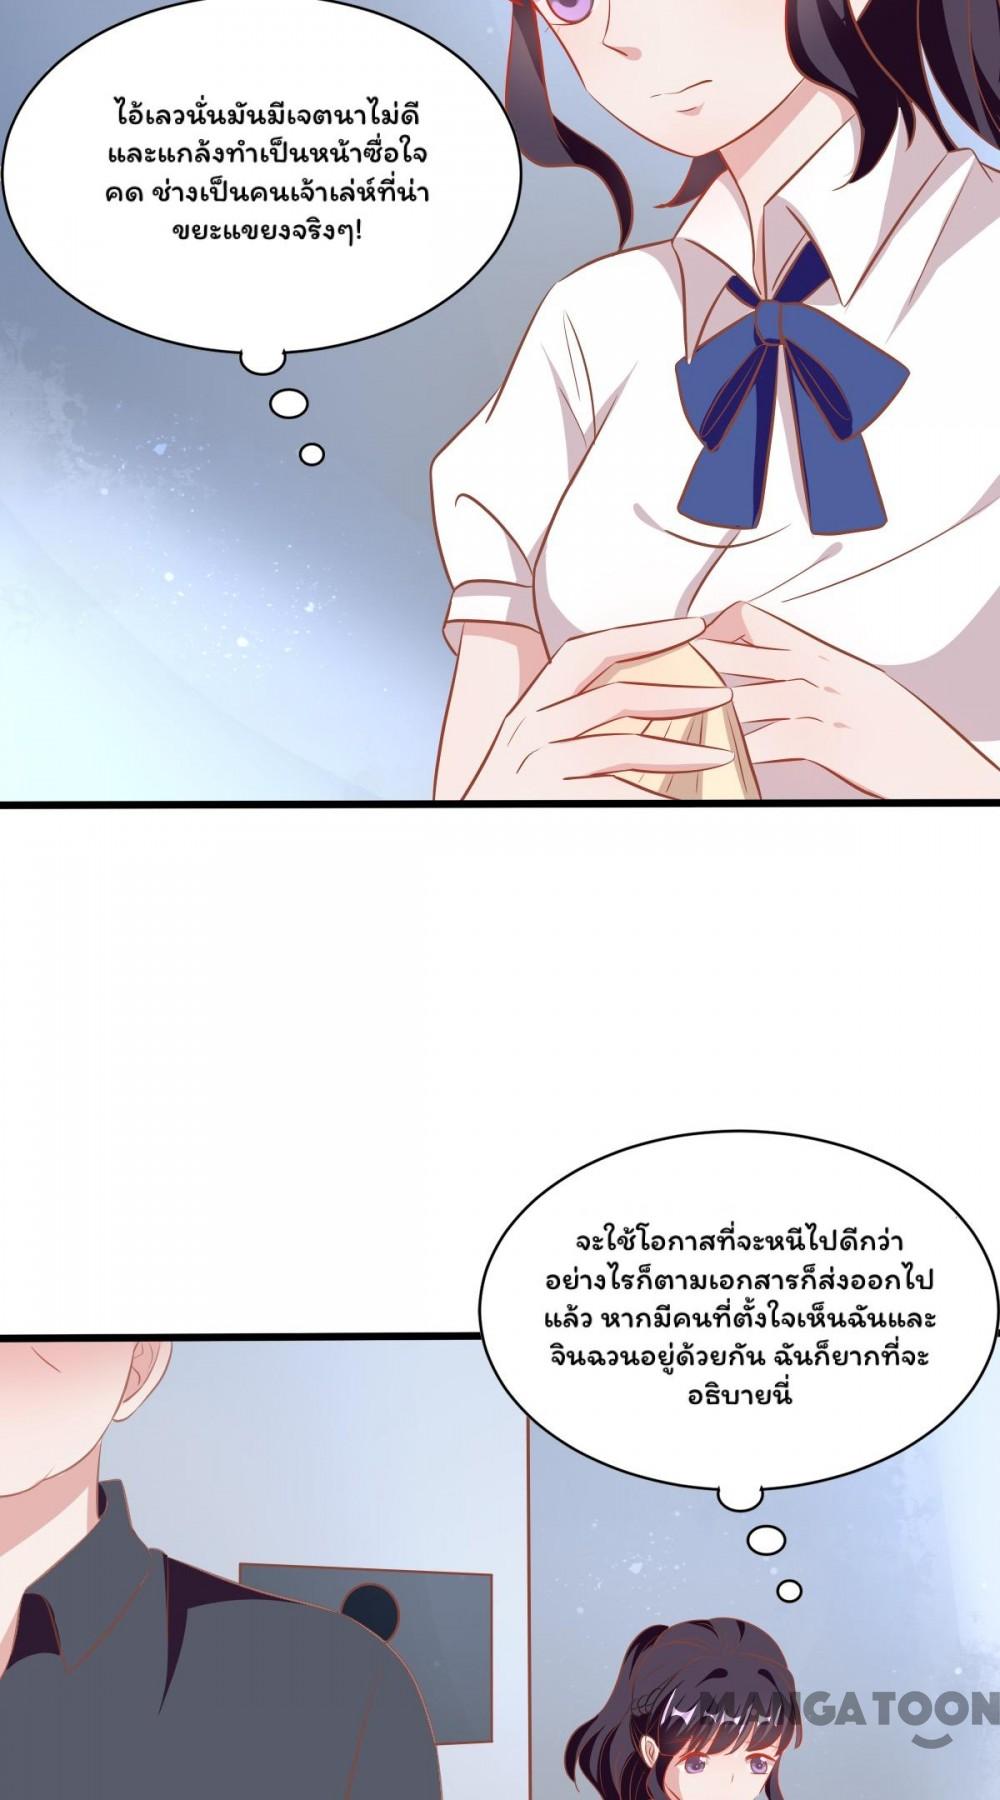 ไอ้เลวนั่นมันมีเจตนาไม่ดี
และแกล้งทำเป็นหน้าซื่อใจ
คด ช่างเป็นคนเจ้าเล่ห์ที่น่า
ขยะแขยงจริงๆ!
จะใช้โอกาสที่จะหนีไปดีกว่า
อย่างไรก็ตามเอกสารก็ส่งออกไป
แล้ว หากมีคนที่ตั้งใจเห็นฉันและ
จินฉวนอยู่ด้วยกัน ฉันก็ยากที่จะ
อธิบายนี่
MANGATOON